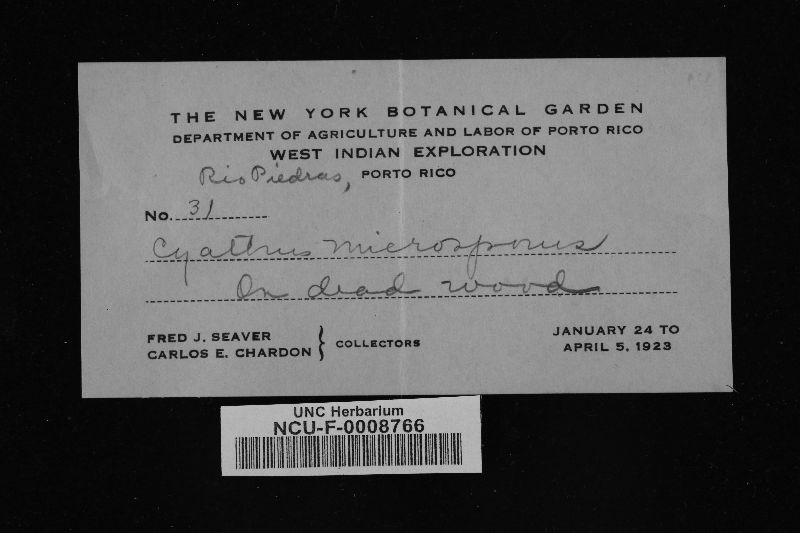 THE NEW YORK BOTANICAL GARDEN
DEPARTMENT OF AGRICULTURE AND LABOR OF PORTO RICO
WEST INDIAN EXPLORATION
Rio Piedras, PORTO RICO
No. 31
Cyathus microsporus
On dead wood
FRED J. SEAVER
CARLOS E. CHARDON } COLLECTORS
JANUARY 24 TO
APRIL 5, 1923
UNC Herbarium
NCU-F-0008766